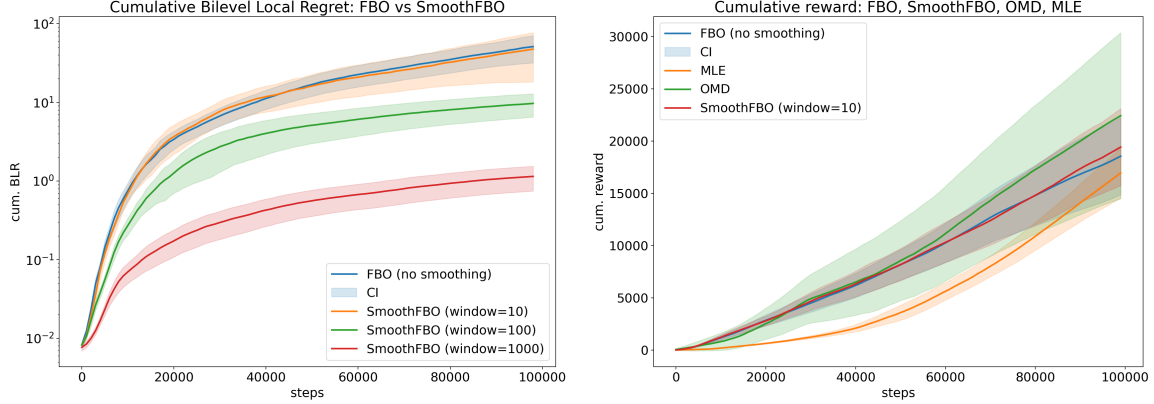 Cumulative Bilevel Local Regret: FBO vs SmoothFBO
10²
10¹
10⁰
10⁻¹
10⁻²
cum. BLR
FBO (no smoothing)
CI
SmoothFBO (window=10)
SmoothFBO (window=100)
SmoothFBO (window=1000)
0 20000 40000 60000 80000 100000
steps
Cumulative reward: FBO, SmoothFBO, OMD, MLE
FBO (no smoothing)
CI
MLE
OMD
SmoothFBO (window=10)
30000
25000
20000
15000
10000
5000
0
cum. reward
0 20000 40000 60000 80000 100000
steps